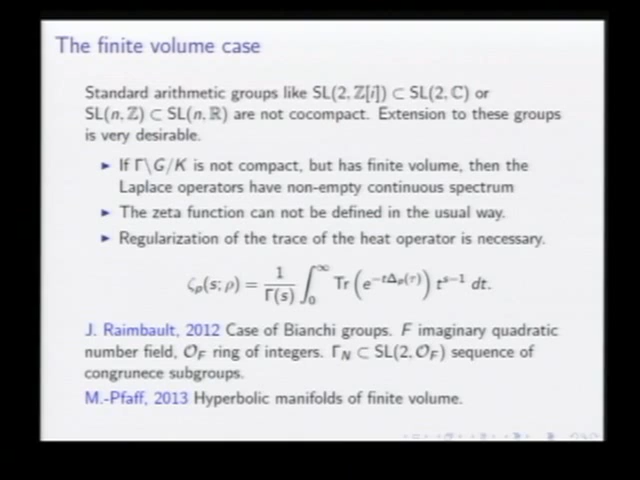 The finite volume case
Standard arithmetic groups like SL(2, ℤ[i]) ⊂ SL(2, ℂ) or
SL(n, ℤ) ⊂ SL(n, ℝ) are not cocompact. Extension to these groups
is very desirable.
▸ If Γ\G/K is not compact, but has finite volume, then the
Laplace operators have non-empty continuous spectrum
▸ The zeta function can not be defined in the usual way.
▸ Regularization of the trace of the heat operator is necessary.
ζ_p(s; ρ) = 1/Γ(s) ∫_0^∞ Tr (e^{-tΔ_p(τ)}) t^{s-1} dt.
J. Raimbault, 2012 Case of Bianchi groups. F imaginary quadratic
number field, 𝒪_F ring of integers. Γ_N ⊂ SL(2, 𝒪_F) sequence of
congrunece subgroups.
M.-Pfaff, 2013 Hyperbolic manifolds of finite volume.